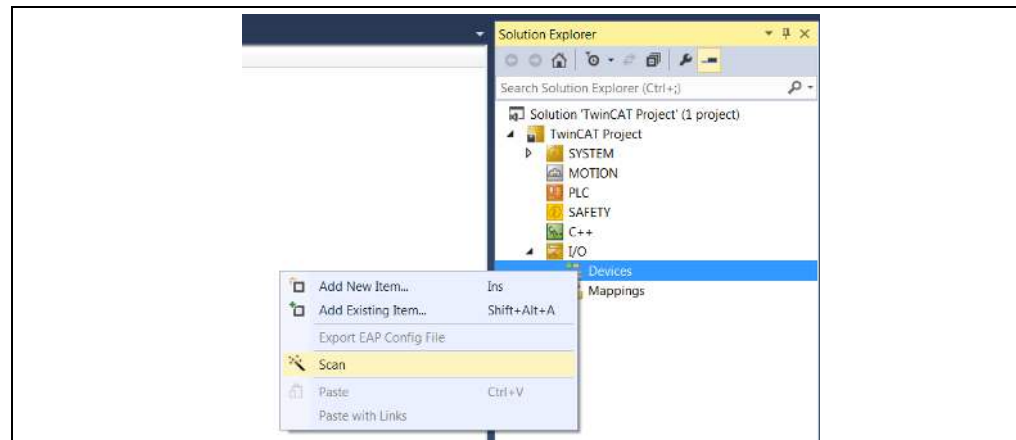 Solution Explorer
Search Solution Explorer (Ctrl+;)
Solution 'TwinCAT Project' (1 project)
TwinCAT Project
SYSTEM
MOTION
PLC
SAFETY
C++
I/O
Devices
Mappings
Add New Item... Ins
Add Existing Item... Shift+Alt+A
Export EAP Config File
Scan
Paste Ctrl+V
Paste with Links